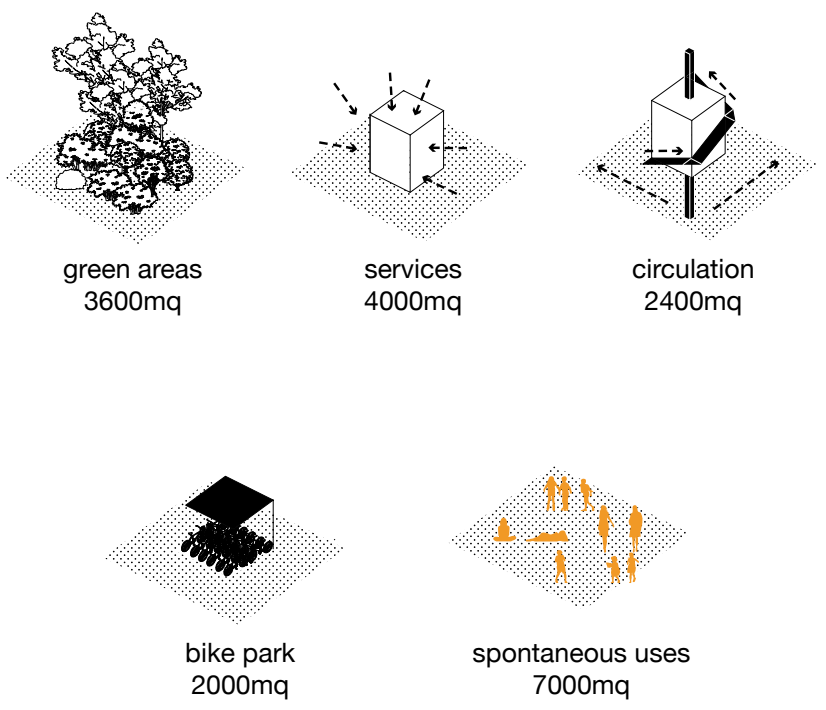 green areas
3600mq
services
4000mq
circulation
2400mq
bike park
2000mq
spontaneous uses
7000mq